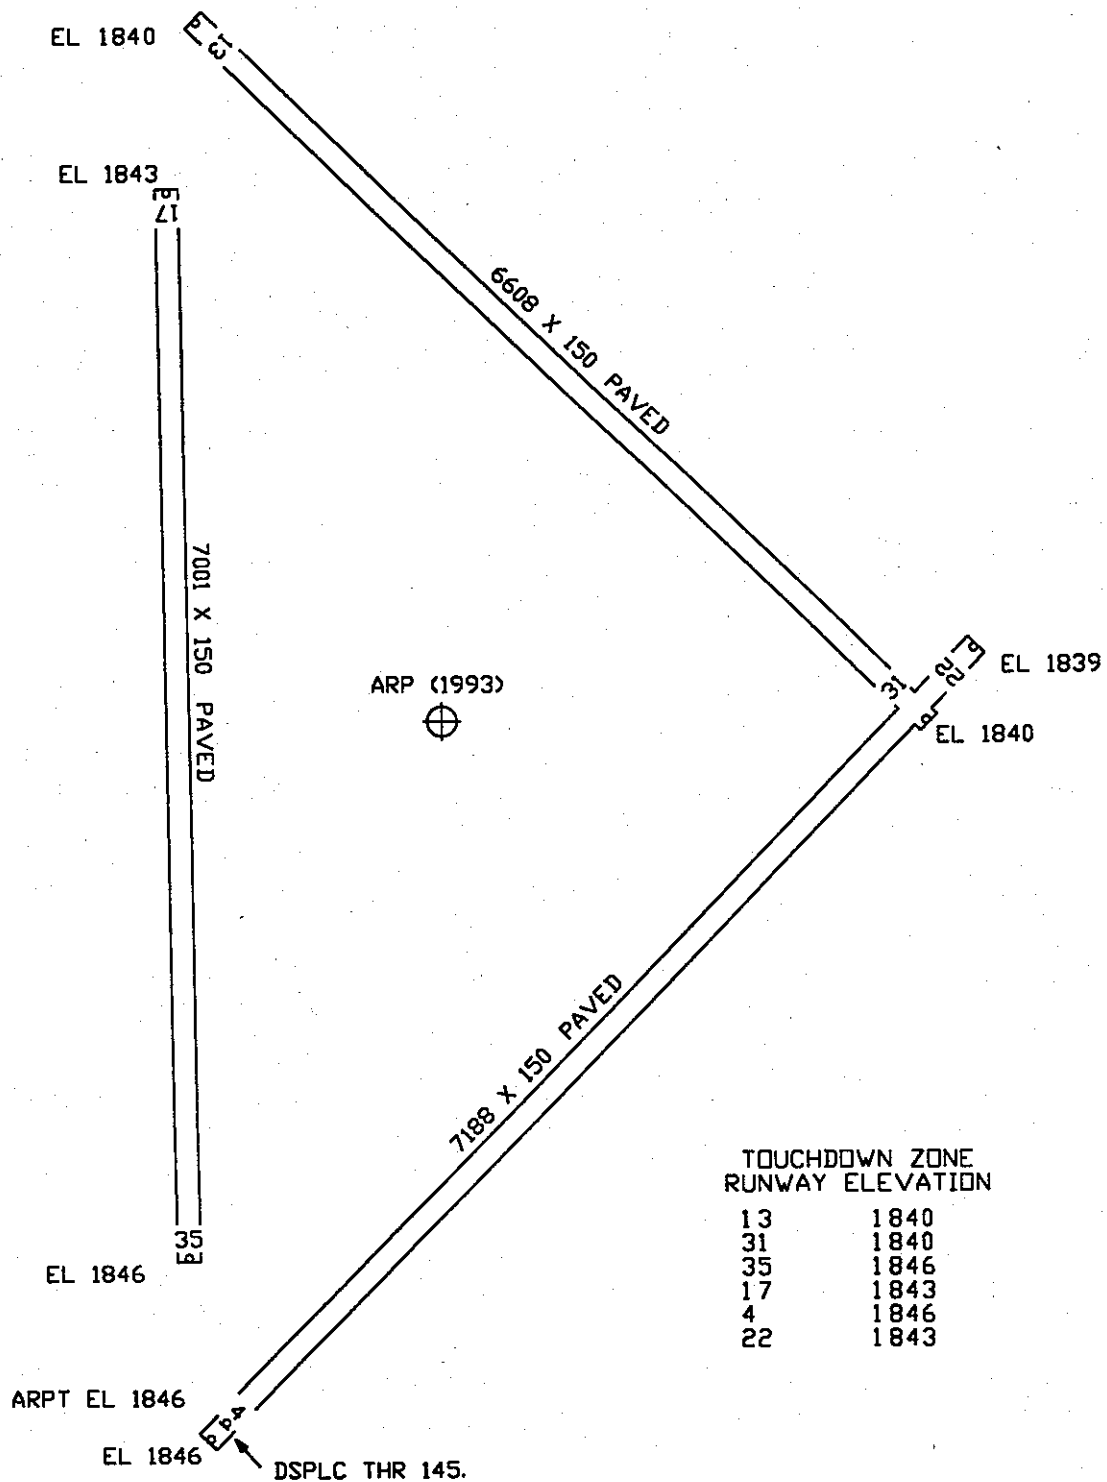 EL 1840
13
EL 1843
17
6608 X 150 PAVED
7001 X 150 PAVED
ARP (1993)
22
EL 1839
31
EL 1840
7188 X 150 PAVED
TOUCHDOWN ZONE
RUNWAY ELEVATION
13 1840
31 1840
35 1846
17 1843
4 1846
22 1843
35
EL 1846
ARPT EL 1846
4
EL 1846
DSPLC THR 145.